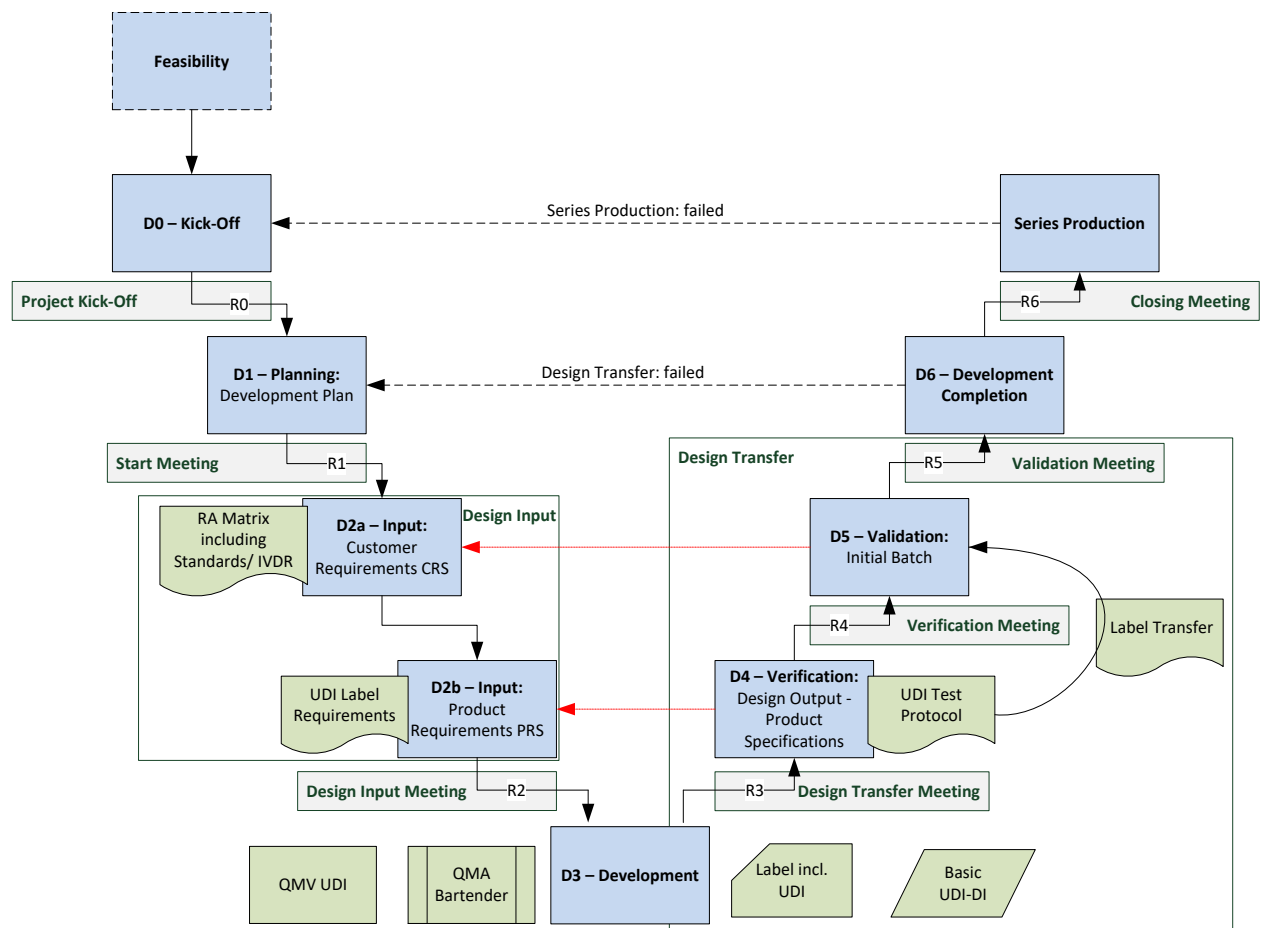 Feasibility
D0 – Kick-Off
Series Production: failed
Series Production
Project Kick-Off
R0
R6
Closing Meeting
D1 – Planning:
Development Plan
Design Transfer: failed
D6 – Development
Completion
Start Meeting
R1
Design Transfer
R5
Validation Meeting
RA Matrix
including
Standards/ IVDR
D2a – Input:
Customer
Requirements CRS
Design Input
D5 – Validation:
Initial Batch
R4
Verification Meeting
Label Transfer
UDI Label
Requirements
D2b – Input:
Product
Requirements PRS
D4 – Verification:
Design Output -
Product
Specifications
UDI Test
Protocol
Design Input Meeting
R2
R3
Design Transfer Meeting
QMV UDI
QMA
Bartender
D3 – Development
Label incl.
UDI
Basic
UDI-DI